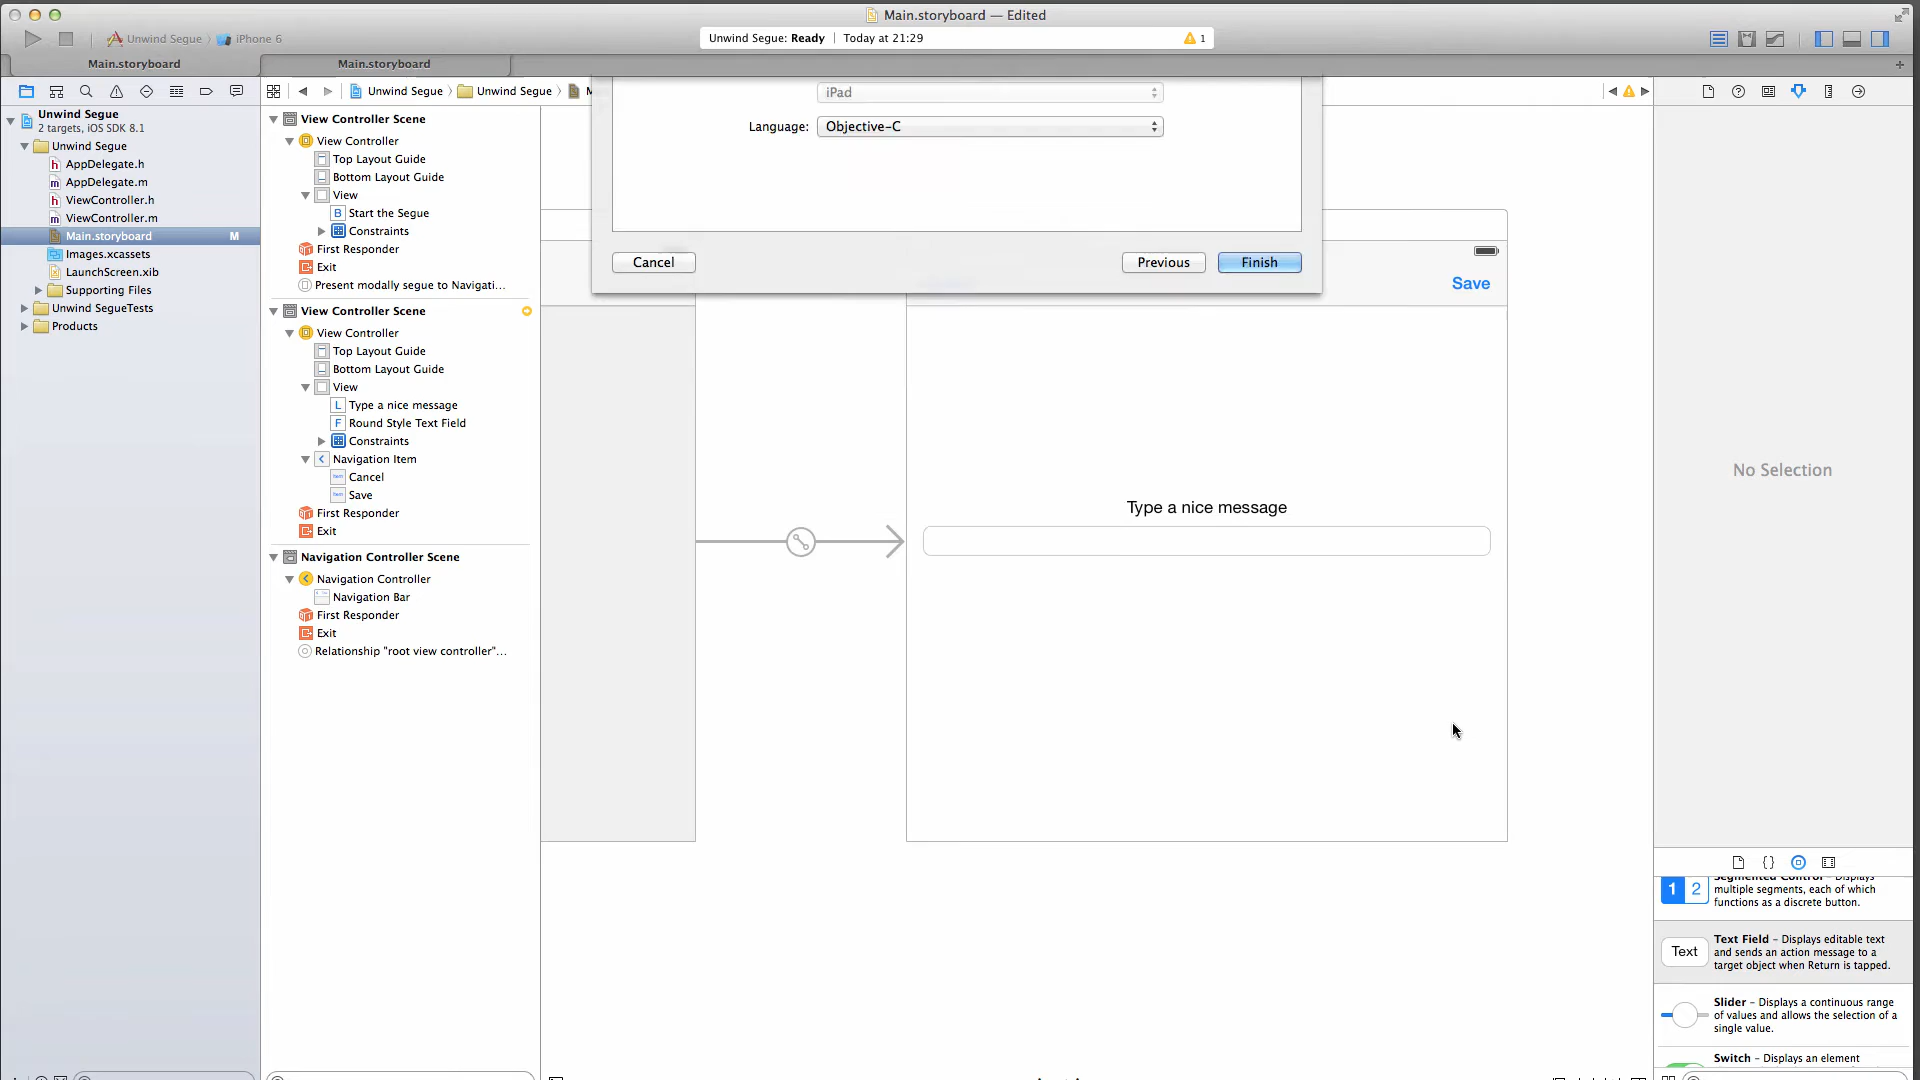 Main.storyboard — Edited
Unwind Segue
iPhone 6
Unwind Segue: Ready
Today at 21:29
1
Main.storyboard
Main.storyboard
Unwind Segue
Unwind Segue
M
Unwind Segue
2 targets, iOS SDK 8.1
Unwind Segue
AppDelegate.h
AppDelegate.m
ViewController.h
ViewController.m
Main.storyboard
M
Images.xcassets
LaunchScreen.xib
Supporting Files
Unwind SegueTests
Products
View Controller Scene
View Controller
Top Layout Guide
Bottom Layout Guide
View
B
Start the Segue
Constraints
First Responder
Exit
Present modally segue to Navigati...
View Controller Scene
View Controller
Top Layout Guide
Bottom Layout Guide
View
L
Type a nice message
F
Round Style Text Field
Constraints
Navigation Item
Cancel
Save
First Responder
Exit
Navigation Controller Scene
Navigation Controller
Navigation Bar
First Responder
Exit
Relationship "root view controller"...
iPad
Language:
Objective-C
Cancel
Previous
Finish
Save
Type a nice message
No Selection
1 2
Segmented Control – Displays
multiple segments, each of which
functions as a discrete button.
Text
Text Field – Displays editable text
and sends an action message to a
target object when Return is tapped.
Slider – Displays a continuous range
of values and allows the selection of a
single value.
Switch – Displays an element